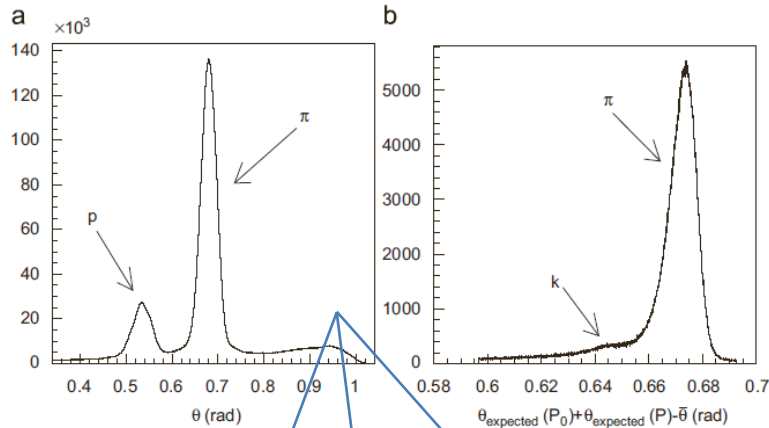 a
×10³
140
120
100
80
60
40
20
0
p
π
0.4 0.5 0.6 0.7 0.8 0.9 1
θ (rad)
b
5000
4000
3000
2000
1000
0
π
k
0.58 0.6 0.62 0.64 0.66 0.68 0.7
θexpected (P0)+θexpected (P)-θ̅ (rad)